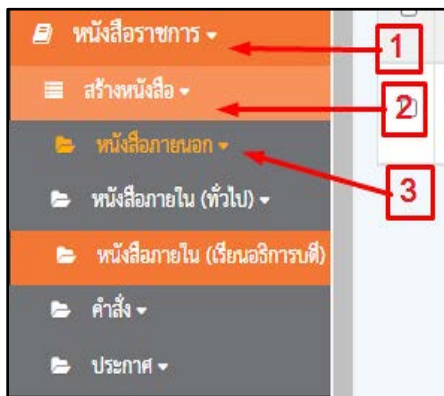 หนังสือราชการ
1
สร้างหนังสือ
2
หนังสือภายนอก
3
หนังสือภายใน (ทั่วไป)
หนังสือภายใน (เรียนอธิการบดี)
คำสั่ง
ประกาศ